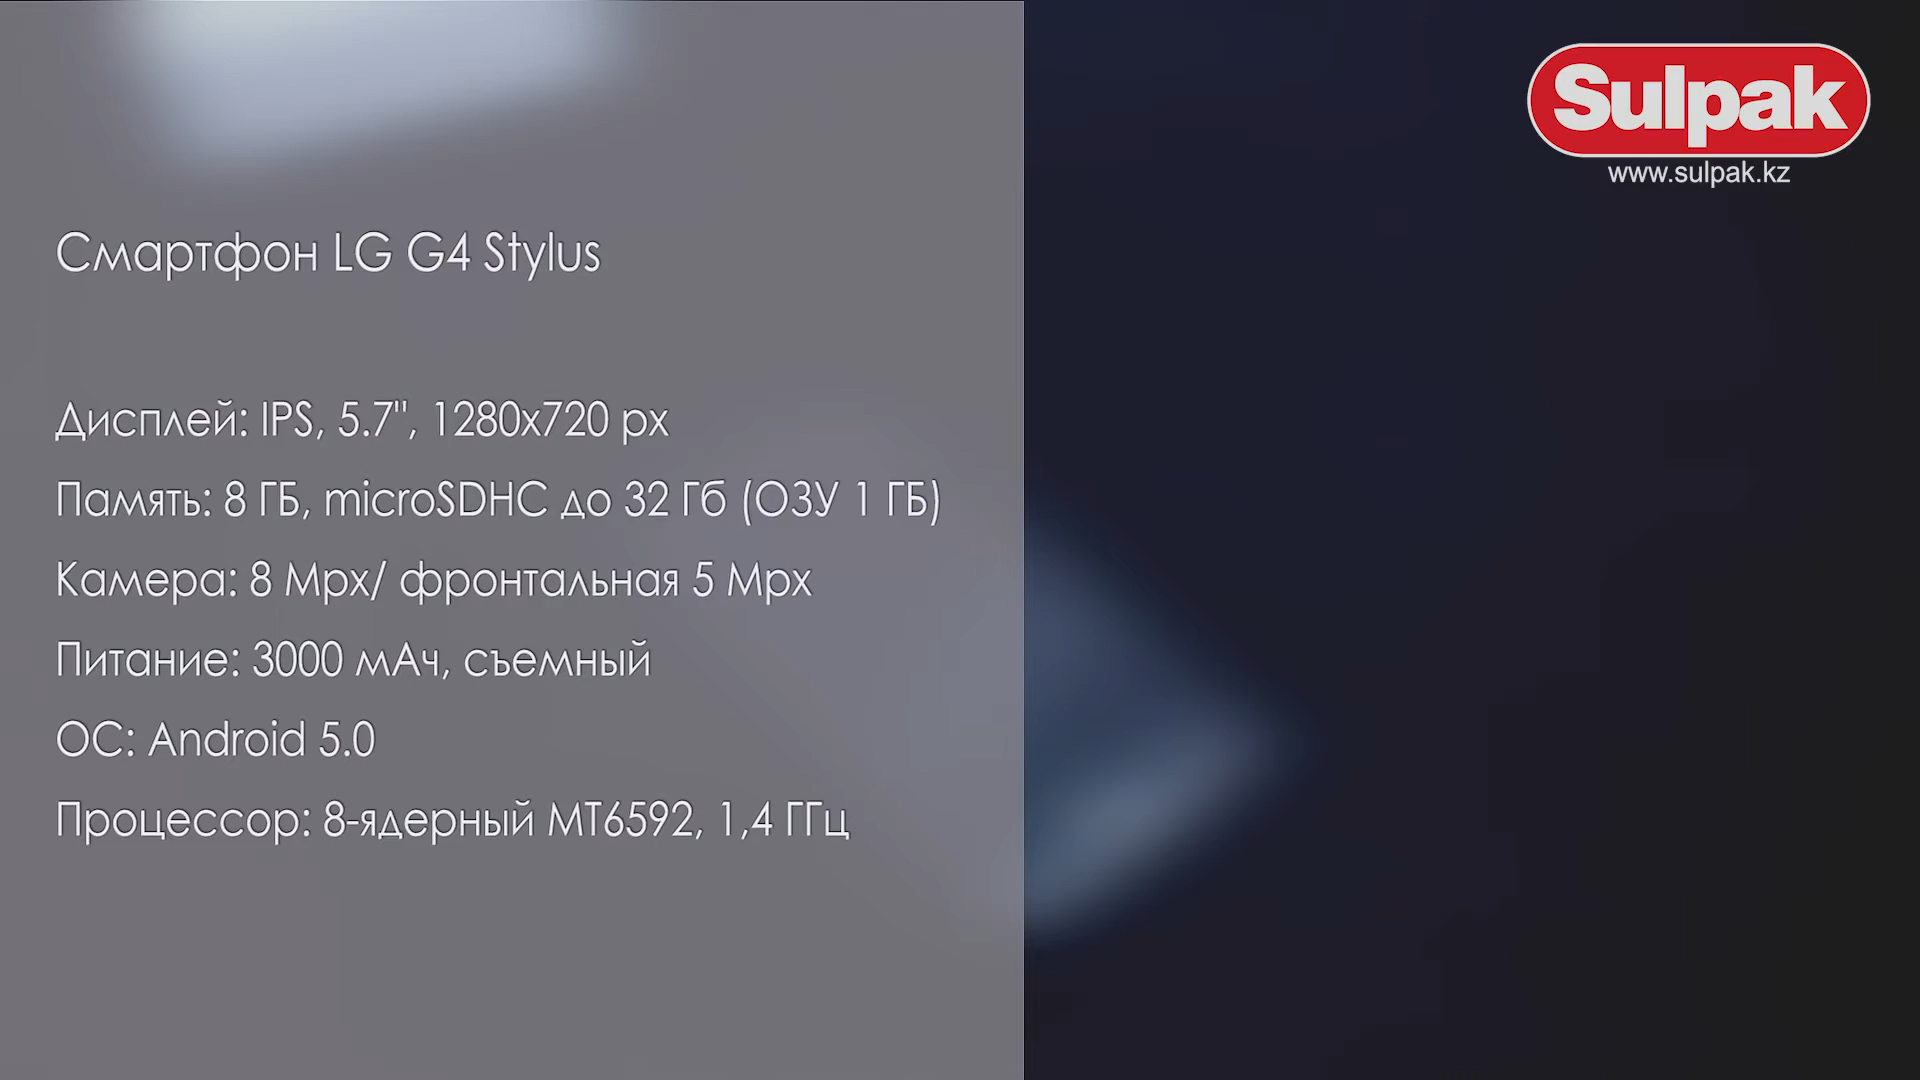 Sulpak
www.sulpak.kz
Смартфон LG G4 Stylus
Дисплей: IPS, 5.7", 1280x720 px
Память: 8 ГБ, microSDHC до 32 Гб (ОЗУ 1 ГБ)
Камера: 8 Mpx/ фронтальная 5 Mpx
Питание: 3000 мАч, съемный
ОС: Android 5.0
Процессор: 8-ядерный MT6592, 1,4 ГГц